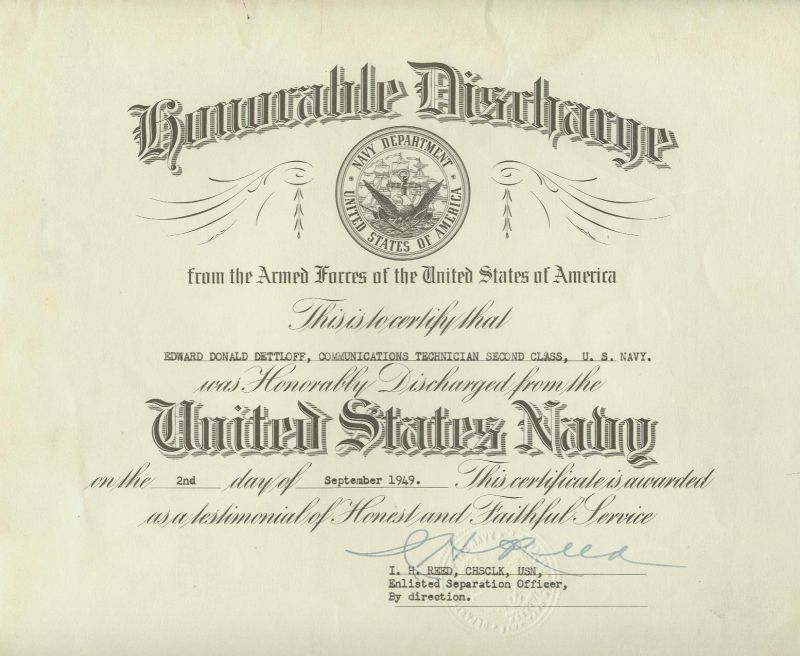 Honorable Discharge
NAVY DEPARTMENT
UNITED STATES OF AMERICA
from the Armed Forces of the United States of America
This is to certify that
EDWARD DONALD DETTLOFF, COMMUNICATIONS TECHNICIAN SECOND CLASS, U. S. NAVY.
was Honorably Discharged from the
United States Navy
on the 2nd day of September 1949. This certificate is awarded
as a testimonial of Honest and Faithful Service
I H Reed
I. H. REED, CHSCLK, USN,
Enlisted Separation Officer,
By direction.